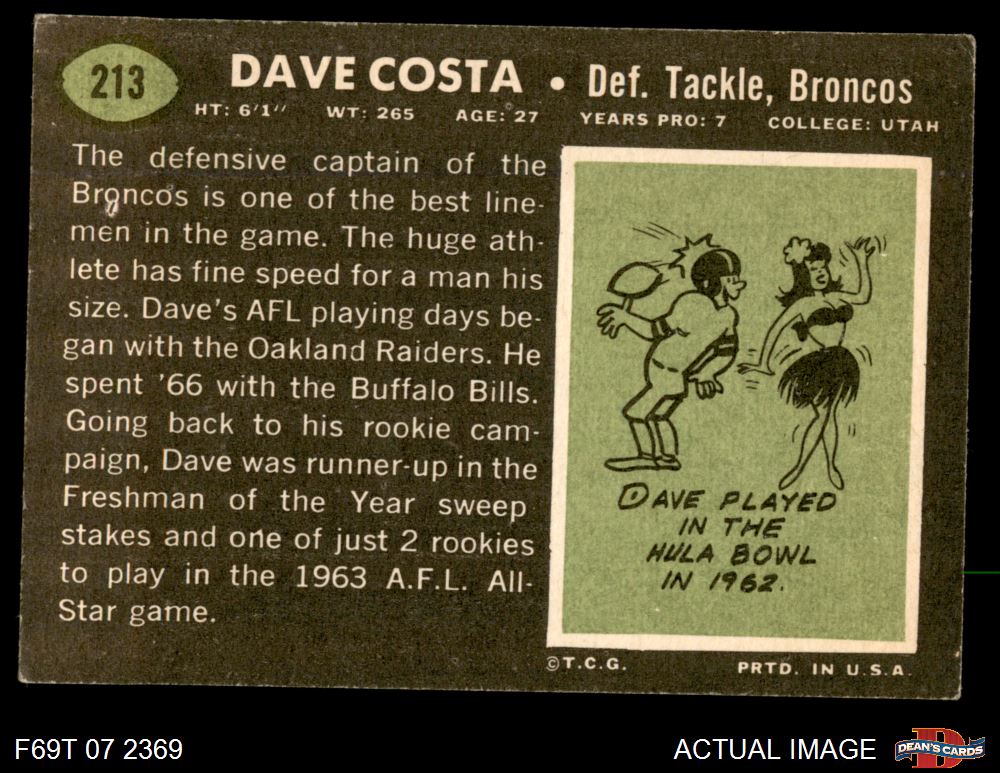 213
DAVE COSTA • Def. Tackle, Broncos
HT: 6'1" WT: 265 AGE: 27 YEARS PRO: 7 COLLEGE: UTAH
The defensive captain of the
Broncos is one of the best line-
men in the game. The huge ath-
lete has fine speed for a man his
size. Dave's AFL playing days be-
gan with the Oakland Raiders. He
spent '66 with the Buffalo Bills.
Going back to his rookie cam-
paign, Dave was runner-up in the
Freshman of the Year sweep
stakes and one of just 2 rookies
to play in the 1963 A.F.L. All-
Star game.
DAVE PLAYED
IN THE
HULA BOWL
IN 1962.
©T.C.G. PRTD. IN U.S.A.
F69T 07 2369
ACTUAL IMAGE
D
DEAN'S CARDS